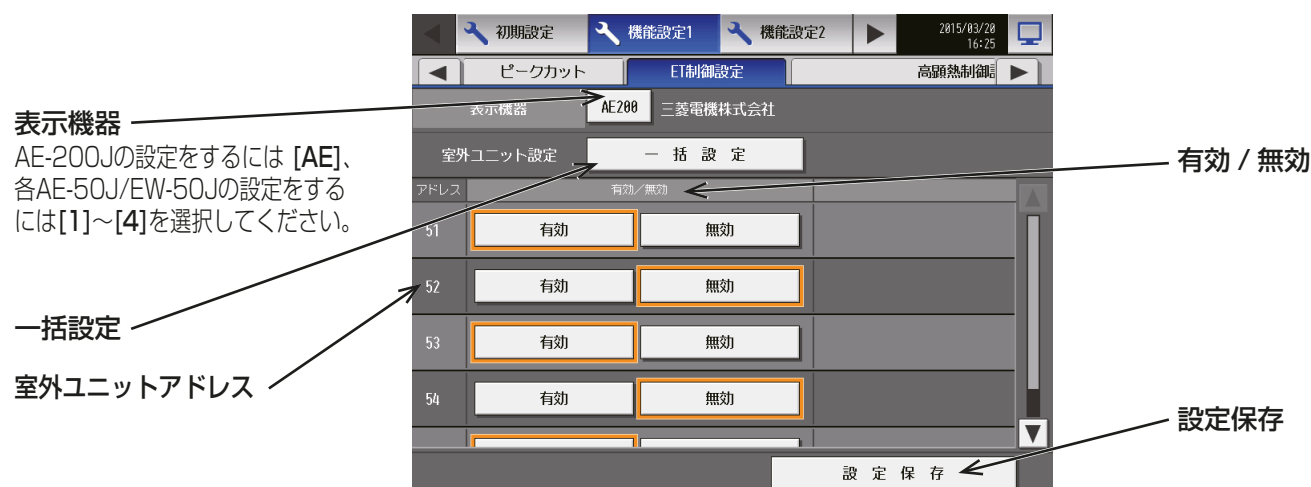 初期設定 機能設定1 機能設定2 2015/03/20
16:25
ピークカット ET制御設定 高顕熱制御
表示機器 AE200 三菱電機株式会社
室外ユニット設定 一 括 設 定
アドレス 有効/無効
51 有効 無効
52 有効 無効
53 有効 無効
54 有効 無効
設 定 保 存
表示機器
AE-200Jの設定をするには [AE]、
各AE-50J/EW-50Jの設定をする
には[1]～[4]を選択してください。
一括設定
室外ユニットアドレス
有効 / 無効
設定保存